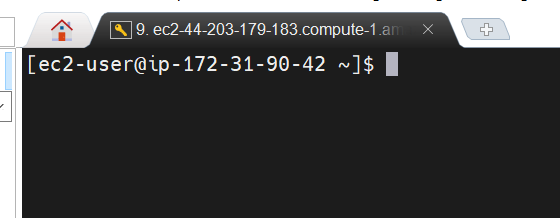 9. ec2-44-203-179-183.compute-1.am
[ec2-user@ip-172-31-90-42 ~]$